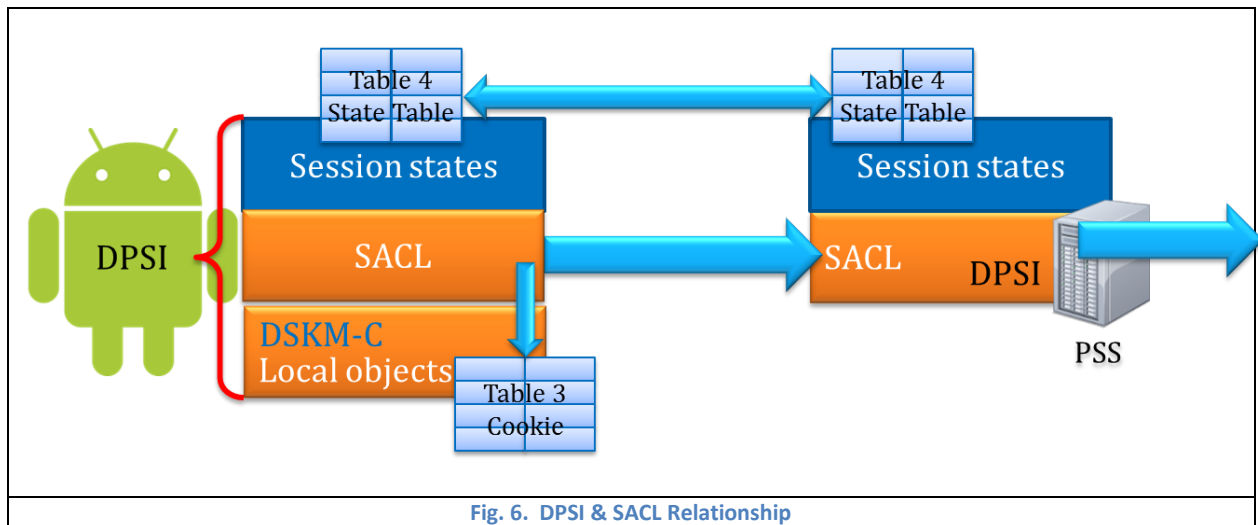 Table 4
State Table
Session states
DPSI
SACL
DSKM-C
Local objects
Table 3
Cookie
Table 4
State Table
Session states
SACL
DPSI
PSS
Fig. 6. DPSI & SACL Relationship